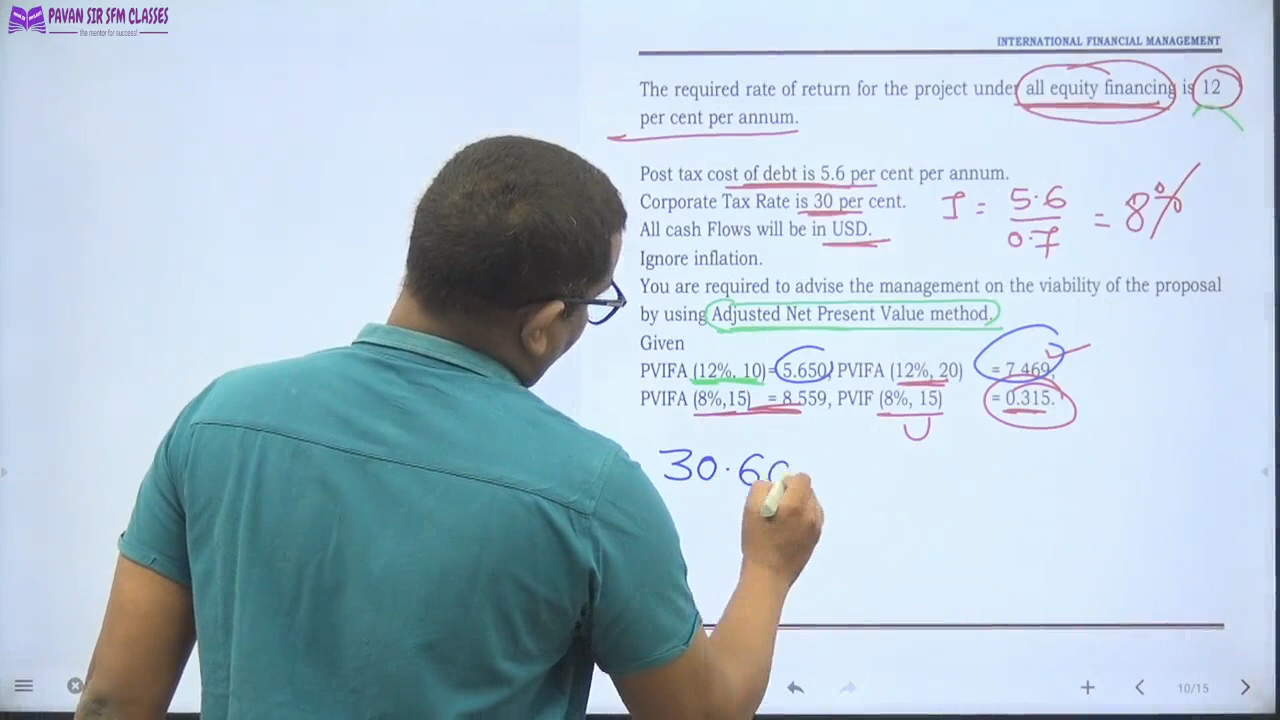 PAVAN SIR SFM CLASSES
the mentor for success!
INTERNATIONAL FINANCIAL MANAGEMENT
The required rate of return for the project under all equity financing is 12
per cent per annum.
Post tax cost of debt is 5.6 per cent per annum.
Corporate Tax Rate is 30 per cent.
I = 5.6 / 0.7 = 8%
All cash Flows will be in USD.
Ignore inflation.
You are required to advise the management on the viability of the proposal
by using Adjusted Net Present Value method.
Given
PVIFA (12%, 10)= 5.650, PVIFA (12%, 20) = 7.469,
PVIFA (8%,15) = 8.559, PVIF (8%, 15) = 0.315.
30.6
10/15